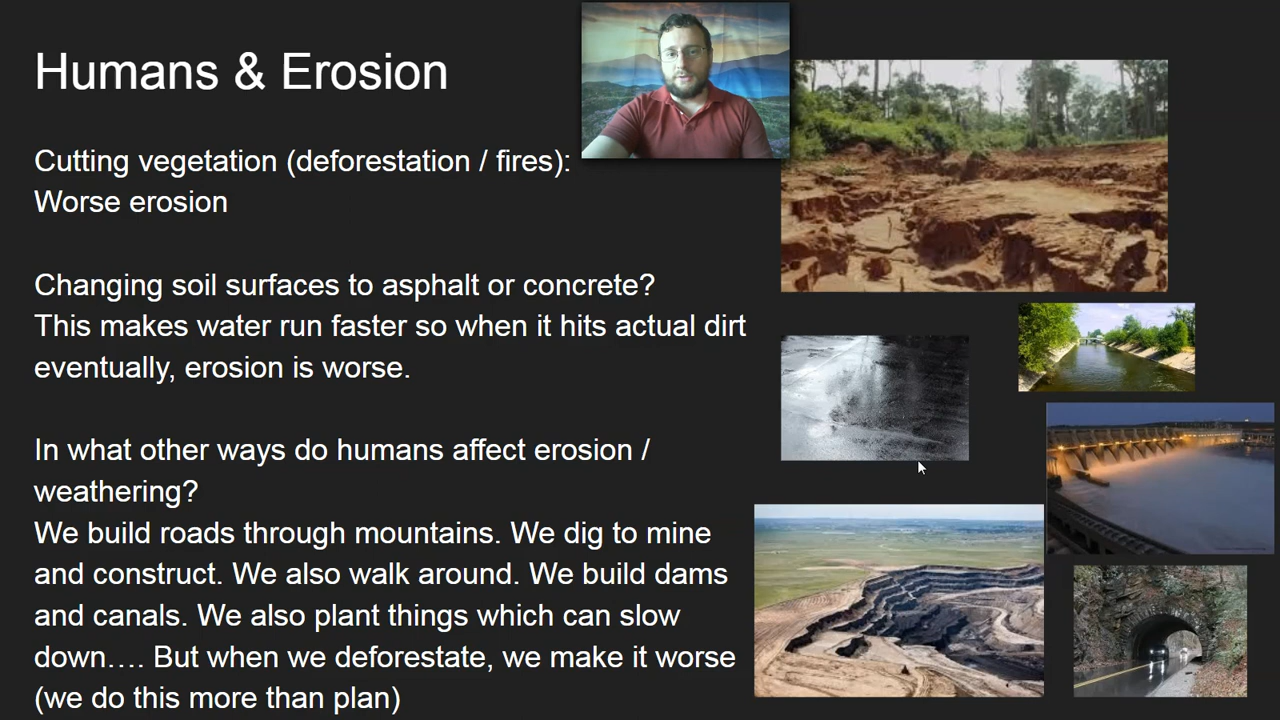 Humans & Erosion
Cutting vegetation (deforestation / fires):
Worse erosion
Changing soil surfaces to asphalt or concrete?
This makes water run faster so when it hits actual dirt
eventually, erosion is worse.
In what other ways do humans affect erosion /
weathering?
We build roads through mountains. We dig to mine
and construct. We also walk around. We build dams
and canals. We also plant things which can slow
down…. But when we deforestate, we make it worse
(we do this more than plan)